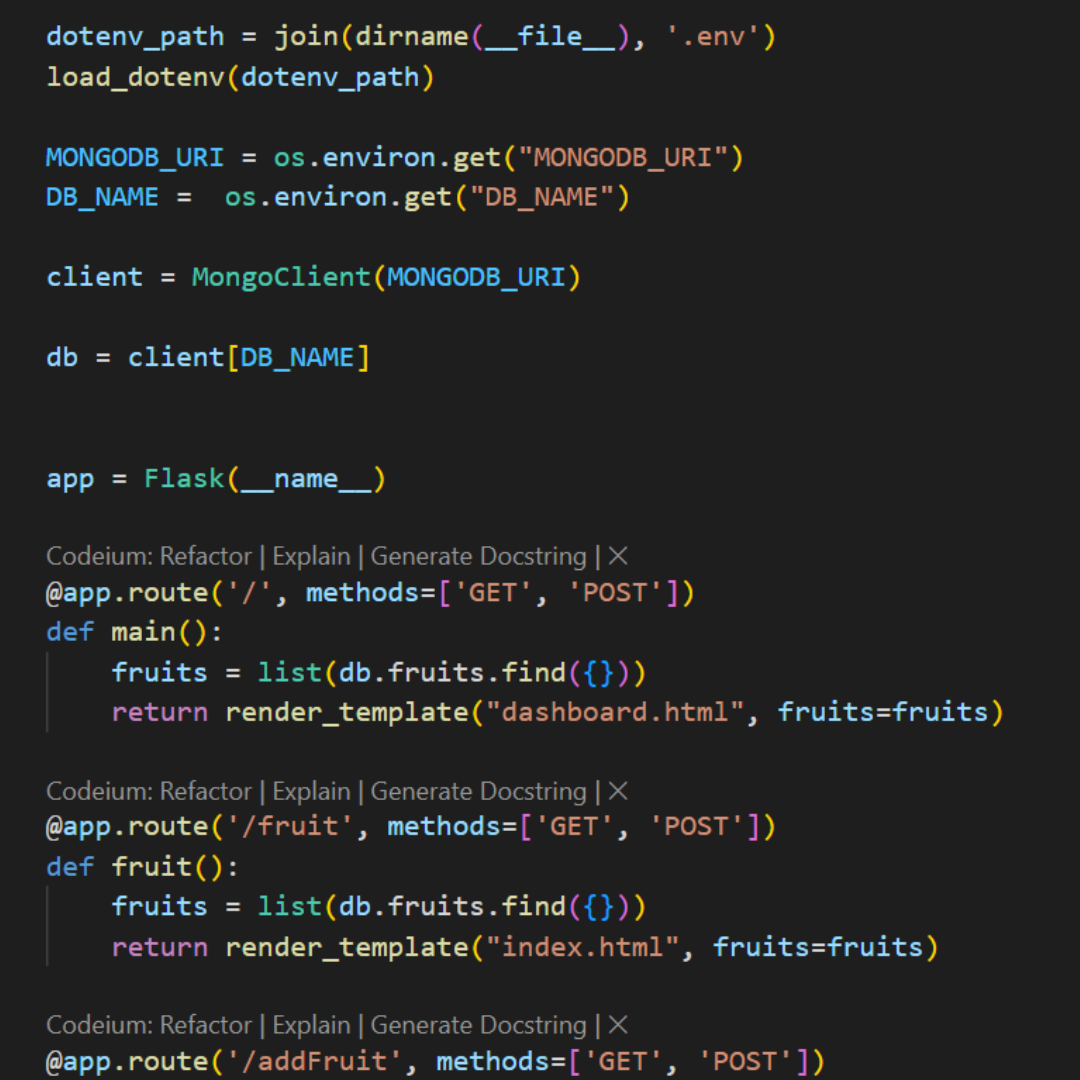 dotenv_path = join(dirname(__file__), '.env')
load_dotenv(dotenv_path)
MONGODB_URI = os.environ.get("MONGODB_URI")
DB_NAME =  os.environ.get("DB_NAME")
client = MongoClient(MONGODB_URI)
db = client[DB_NAME]
app = Flask(__name__)
Codeium: Refactor | Explain | Generate Docstring | ✕
@app.route('/', methods=['GET', 'POST'])
def main():
    fruits = list(db.fruits.find({}))
    return render_template("dashboard.html", fruits=fruits)
Codeium: Refactor | Explain | Generate Docstring | ✕
@app.route('/fruit', methods=['GET', 'POST'])
def fruit():
    fruits = list(db.fruits.find({}))
    return render_template("index.html", fruits=fruits)
Codeium: Refactor | Explain | Generate Docstring | ✕
@app.route('/addFruit', methods=['GET', 'POST'])